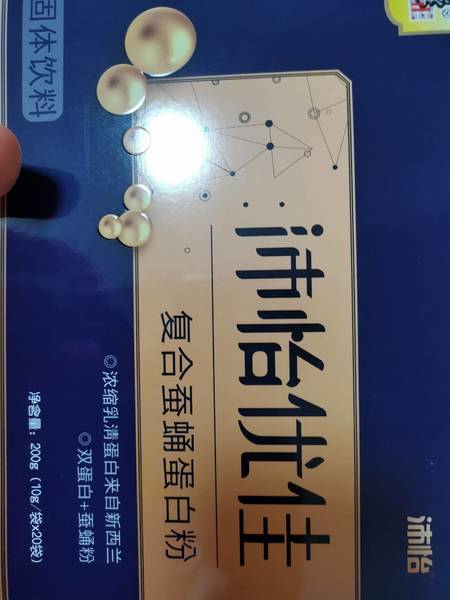 沛怡
沛怡优佳
复合蚕蛹蛋白粉
◎浓缩乳清蛋白来自新西兰
◎双蛋白+蚕蛹粉
净含量：200g（10g/袋x20袋）
固体饮料